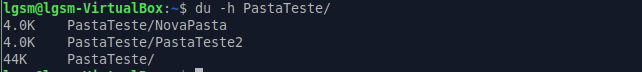 lgsm@lgsm-VirtualBox:~$ du -h PastaTeste/
4.0K PastaTeste/NovaPasta
4.0K PastaTeste/PastaTeste2
44K PastaTeste/